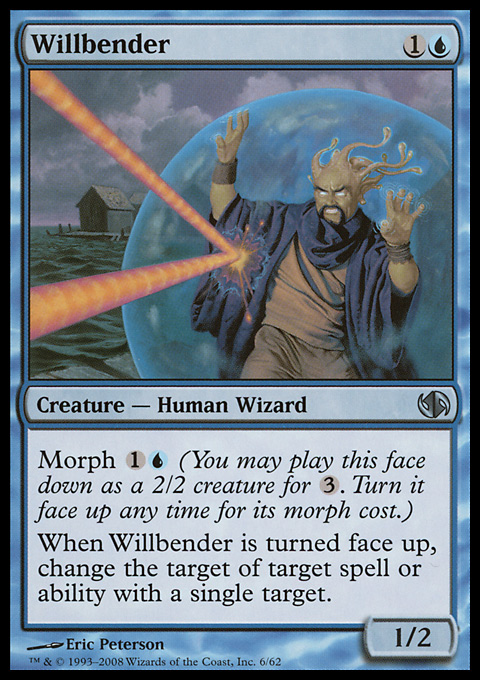 Willbender 1
Creature — Human Wizard
Morph 1 (You may play this face
down as a 2/2 creature for 3. Turn it
face up any time for its morph cost.)
When Willbender is turned face up,
change the target of target spell or
ability with a single target.
1/2
Eric Peterson
™ & © 1993–2008 Wizards of the Coast, Inc. 6/62